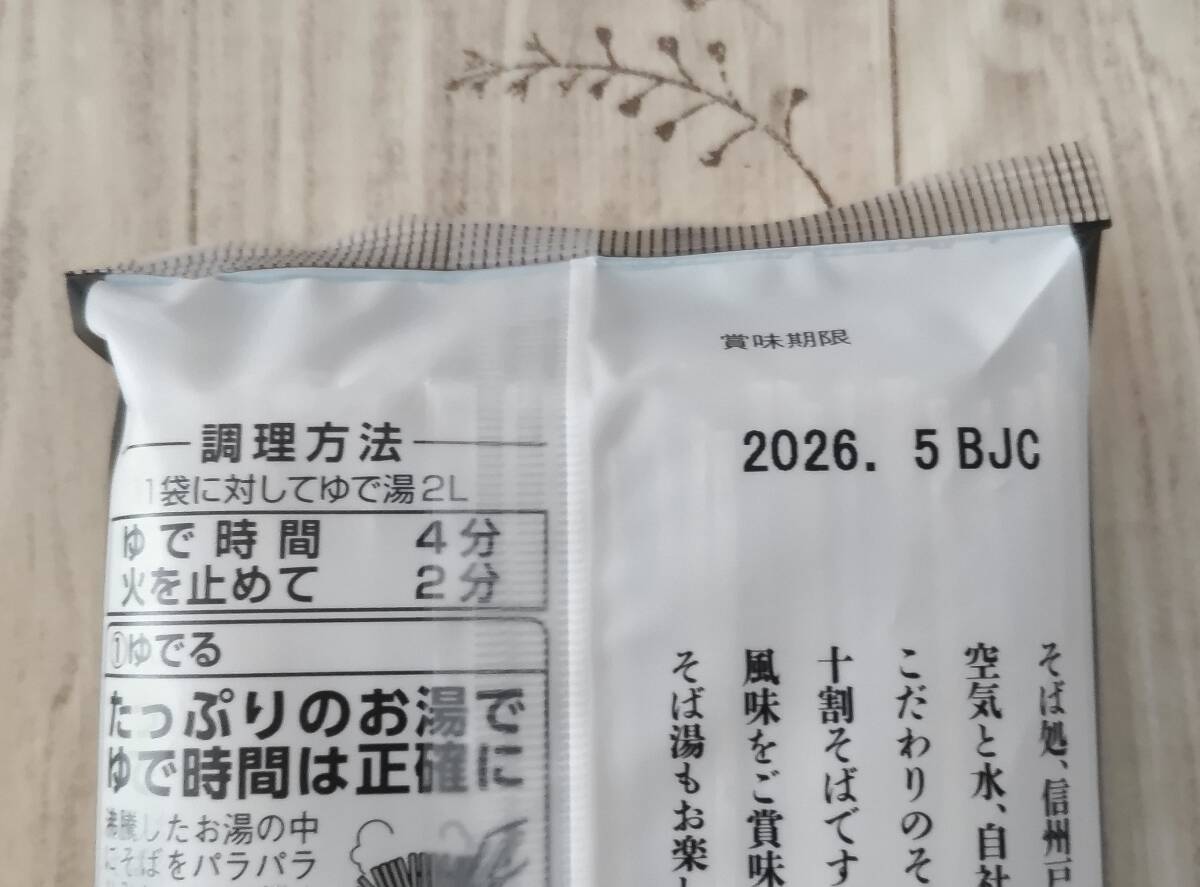 賞味期限
2026. 5 BJC
調理方法
1袋に対してゆで湯2L
ゆで時間 4分
火を止めて 2分
①ゆでる
たっぷりのお湯で
ゆで時間は正確に
沸騰したお湯の中
にそばをパラパラ
そば処、信州戸
空気と水、自社
こだわりのそ
十割そばです
風味をご賞味
そば湯もお楽し